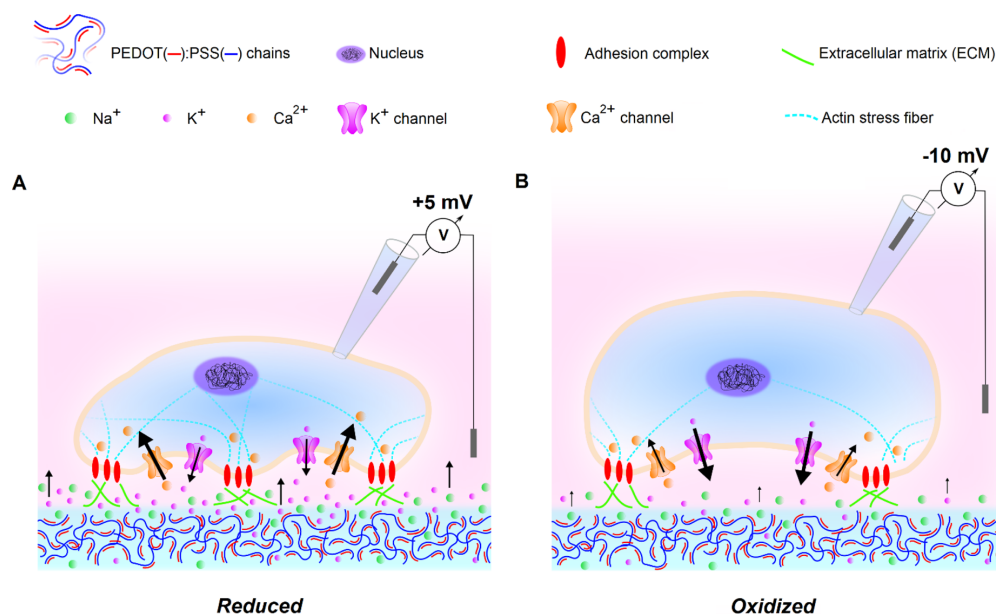 PEDOT(—):PSS(—) chains
Nucleus
Adhesion complex
Extracellular matrix (ECM)
Na+
K+
Ca2+
K+ channel
Ca2+ channel
Actin stress fiber
A
+5 mV
V
B
-10 mV
V
Reduced
Oxidized